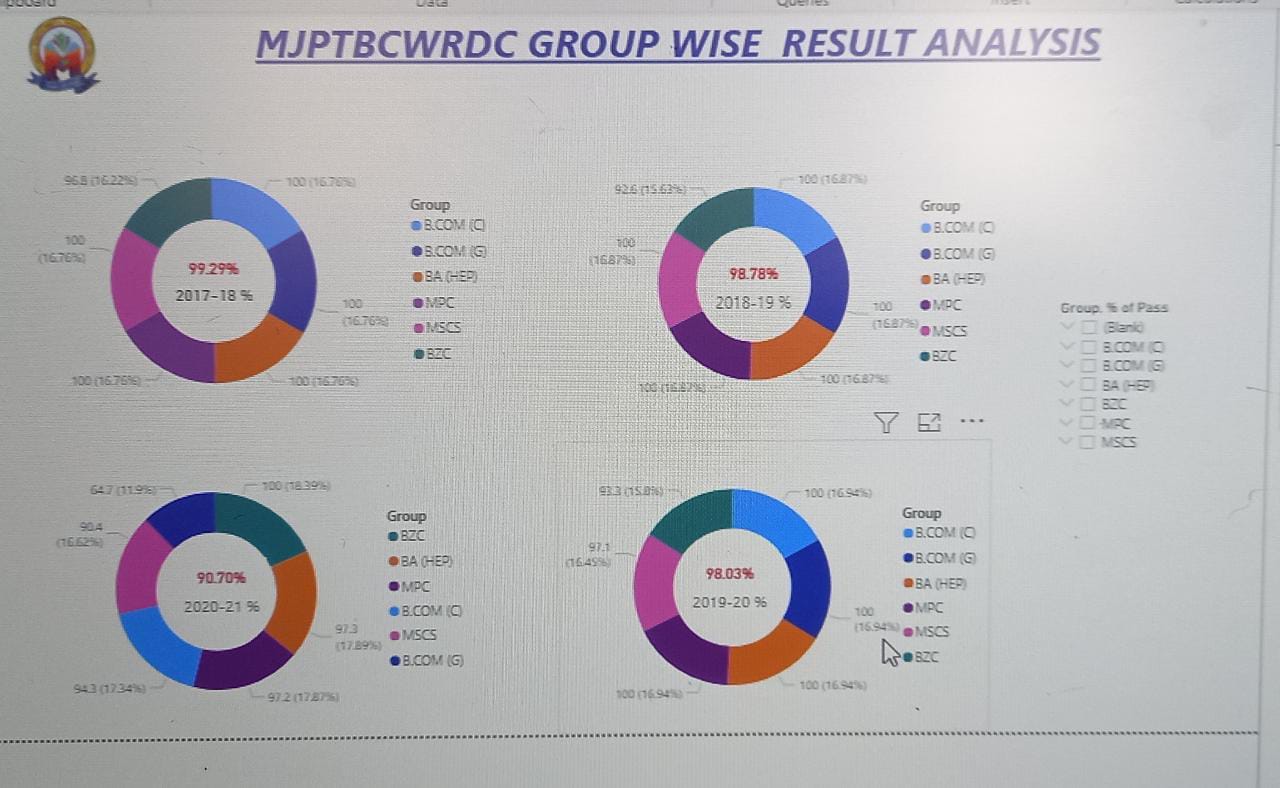 Data
Queries
Insert
Calculations
MJPTBCWRDC GROUP WISE RESULT ANALYSIS
96.8 (16.22%)
100 (16.76%)
100
(16.76%)
100
(16.76%)
100 (16.76%)
100 (16.76%)
99.29%
2017-18 %
Group
B.COM (C)
B.COM (G)
BA (HEP)
MPC
MSCS
BZC
92.6 (15.63%)
100 (16.87%)
100
(16.87%)
100
(16.87%)
100 (16.87%)
100 (16.87%)
98.78%
2018-19 %
Group
B.COM (C)
B.COM (G)
BA (HEP)
MPC
MSCS
BZC
Group, % of Pass
(Blank)
B.COM (C)
B.COM (G)
BA (HEP)
BZC
MPC
MSCS
64.7 (11.9%)
100 (18.39%)
90.4
(16.62%)
97.3
(17.89%)
94.3 (17.34%)
97.2 (17.87%)
90.70%
2020-21 %
Group
BZC
BA (HEP)
MPC
B.COM (C)
MSCS
B.COM (G)
93.3 (15.8%)
100 (16.94%)
97.1
(16.45%)
100
(16.94%)
100 (16.94%)
100 (16.94%)
98.03%
2019-20 %
Group
B.COM (C)
B.COM (G)
BA (HEP)
MPC
MSCS
BZC